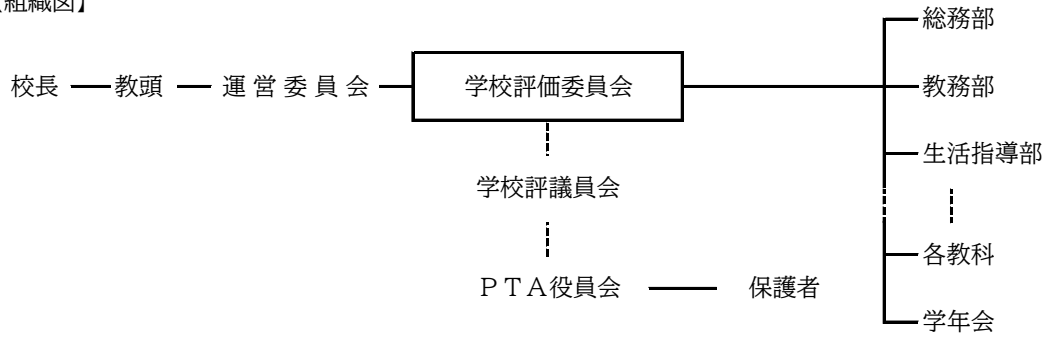 組織図】
総務部
校長 教頭 運営委員会 学校評価委員会 教務部
生活指導部
学校評議員会
各教科
ＰＴＡ役員会 保護者
学年会